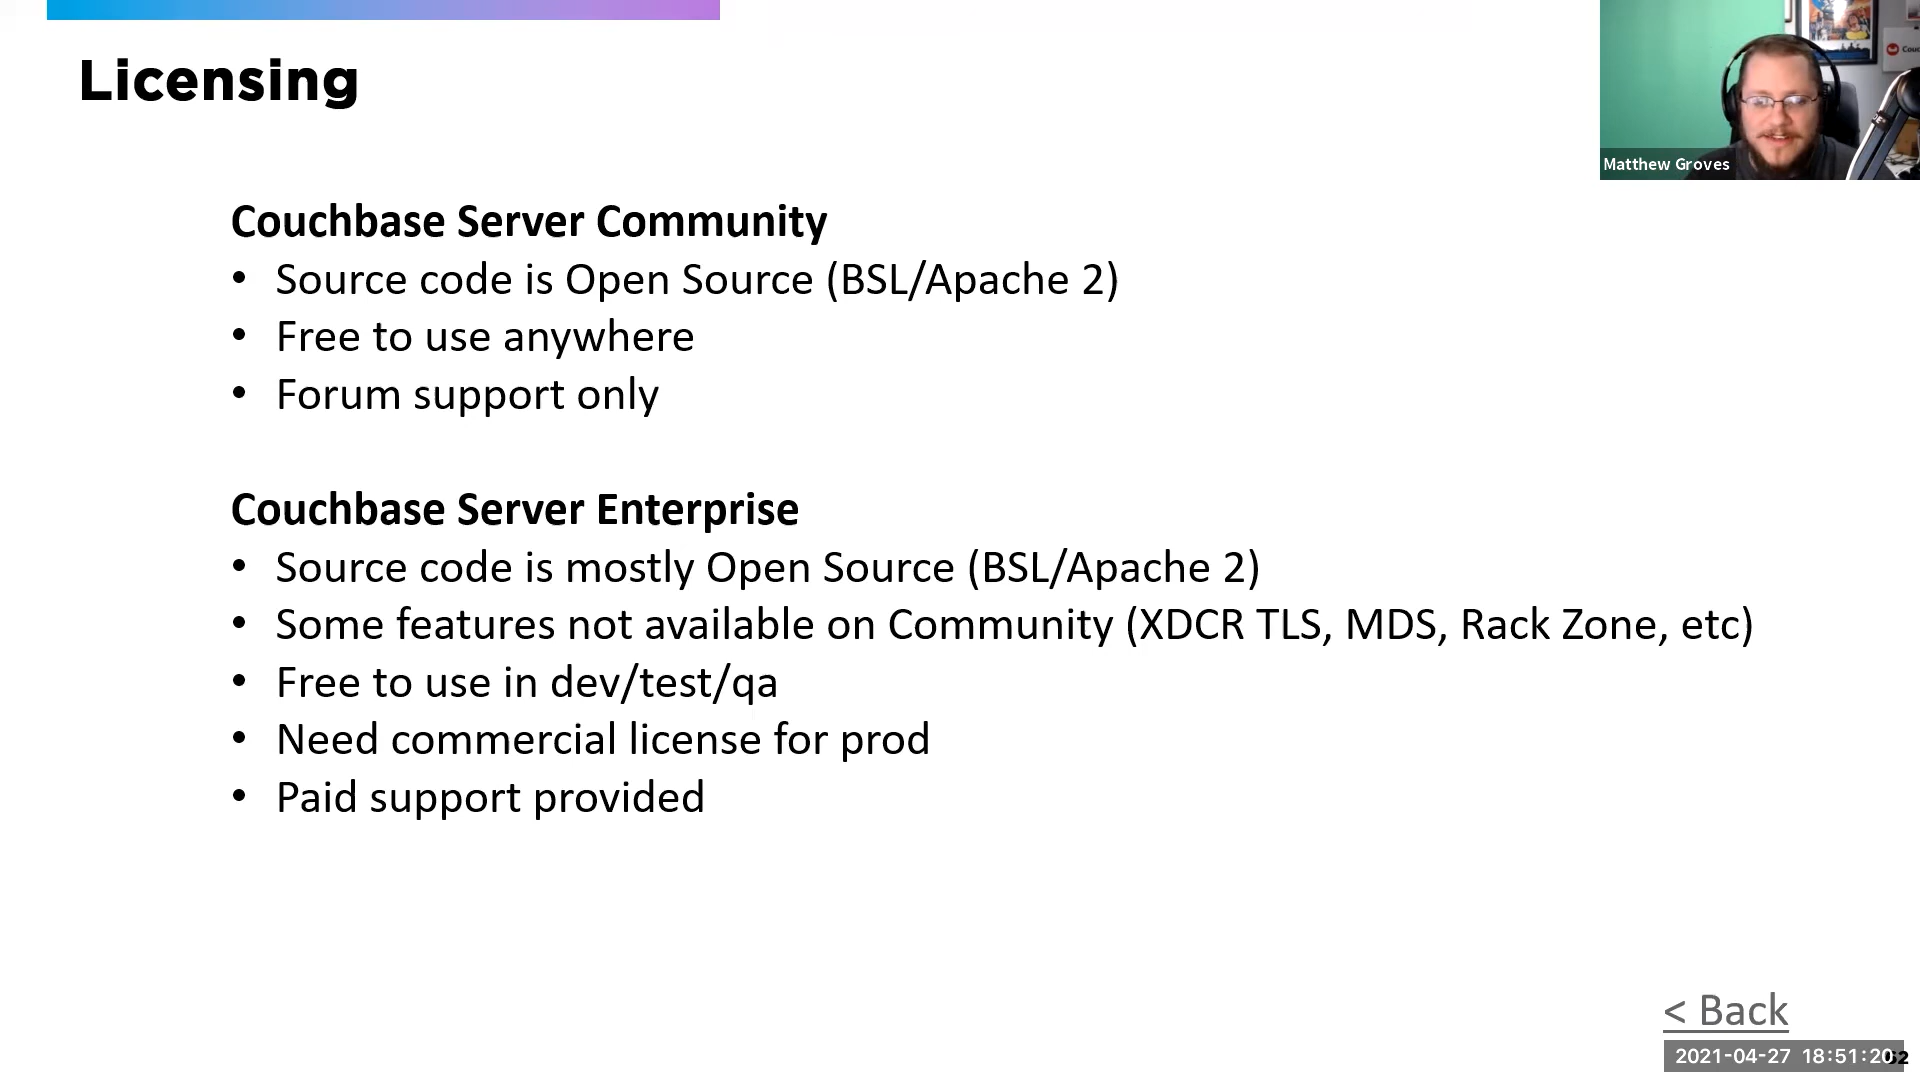 Licensing
Matthew Groves
Couchbase Server Community
• Source code is Open Source (BSL/Apache 2)
• Free to use anywhere
• Forum support only
Couchbase Server Enterprise
• Source code is mostly Open Source (BSL/Apache 2)
• Some features not available on Community (XDCR TLS, MDS, Rack Zone, etc)
• Free to use in dev/test/qa
• Need commercial license for prod
• Paid support provided
< Back
2021-04-27 18:51:20